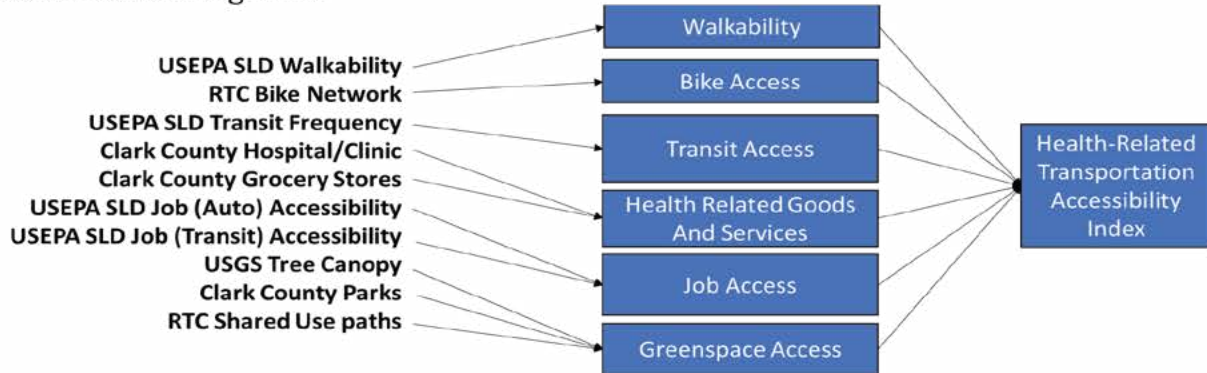 USEPA SLD Walkability
RTC Bike Network
USEPA SLD Transit Frequency
Clark County Hospital/Clinic
Clark County Grocery Stores
USEPA SLD Job (Auto) Accessibility
USEPA SLD Job (Transit) Accessibility
USGS Tree Canopy
Clark County Parks
RTC Shared Use paths
Walkability
Bike Access
Transit Access
Health Related Goods
And Services
Job Access
Greenspace Access
Health-Related
Transportation
Accessibility
Index